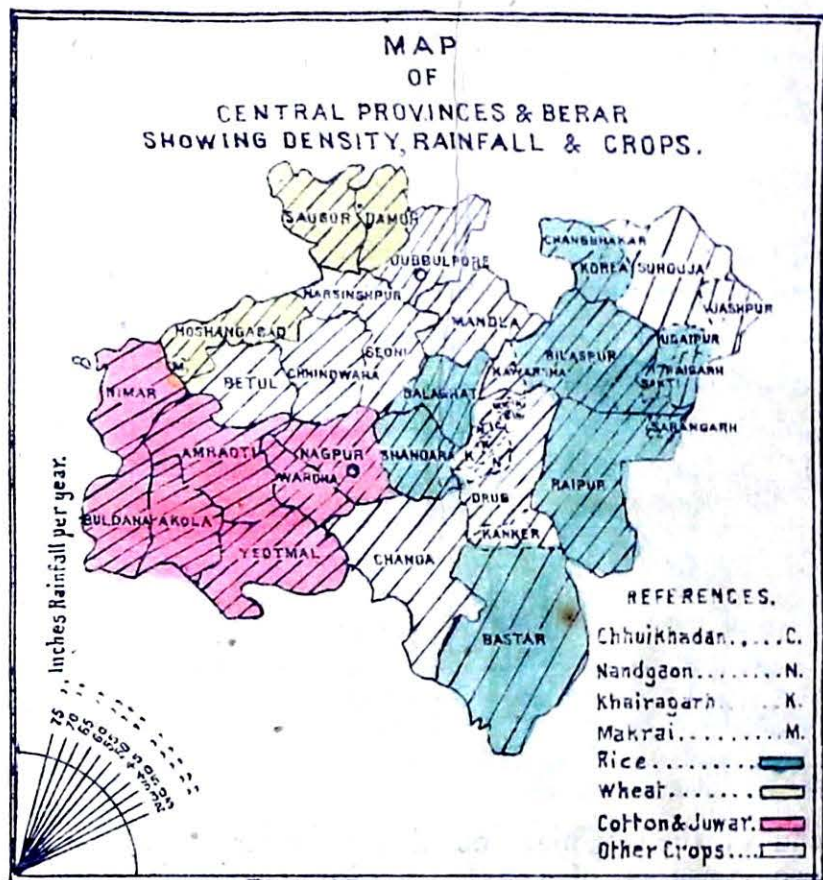 MAP
OF
CENTRAL PROVINCES & BERAR
SHOWING DENSITY, RAINFALL & CROPS.
SAUGOR
DAMOH
JUBBULPORE
CHANGBHAKAR
KOREA
SURGUJA
JASHPUR
NARSINGHPUR
MANDLA
HOSHANGABAD
SEONI
BILASPUR
UDAIPUR
M.
BETUL
CHHINDWARA
KAWARDHA
RAIGARH
SAKTI
NIMAR
BALAGHAT
SARANGARH
AMRAOTI
NAGPUR
BHANDARA
K
WARDHA
RAIPUR
DRUG
BULDANA
AKOLA
YEOTMAL
CHANDA
KANKER
BASTAR
Inches Rainfall per year.
75
70
65
REFERENCES.
Chhuikhadan.....C.
Nandgaon........N.
Khairagarh......K.
Makrai......M.
Rice..........
Wheat.......
Cotton & Juwar.
Other Crops....